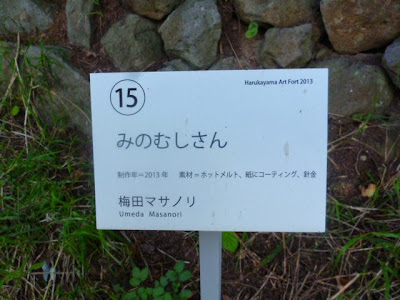 Harukayama Art Fort 2013
15
みのむしさん
制作年=2013年 素材=ホットメルト、紙にコーティング、針金
梅田マサノリ
Umeda Masanori